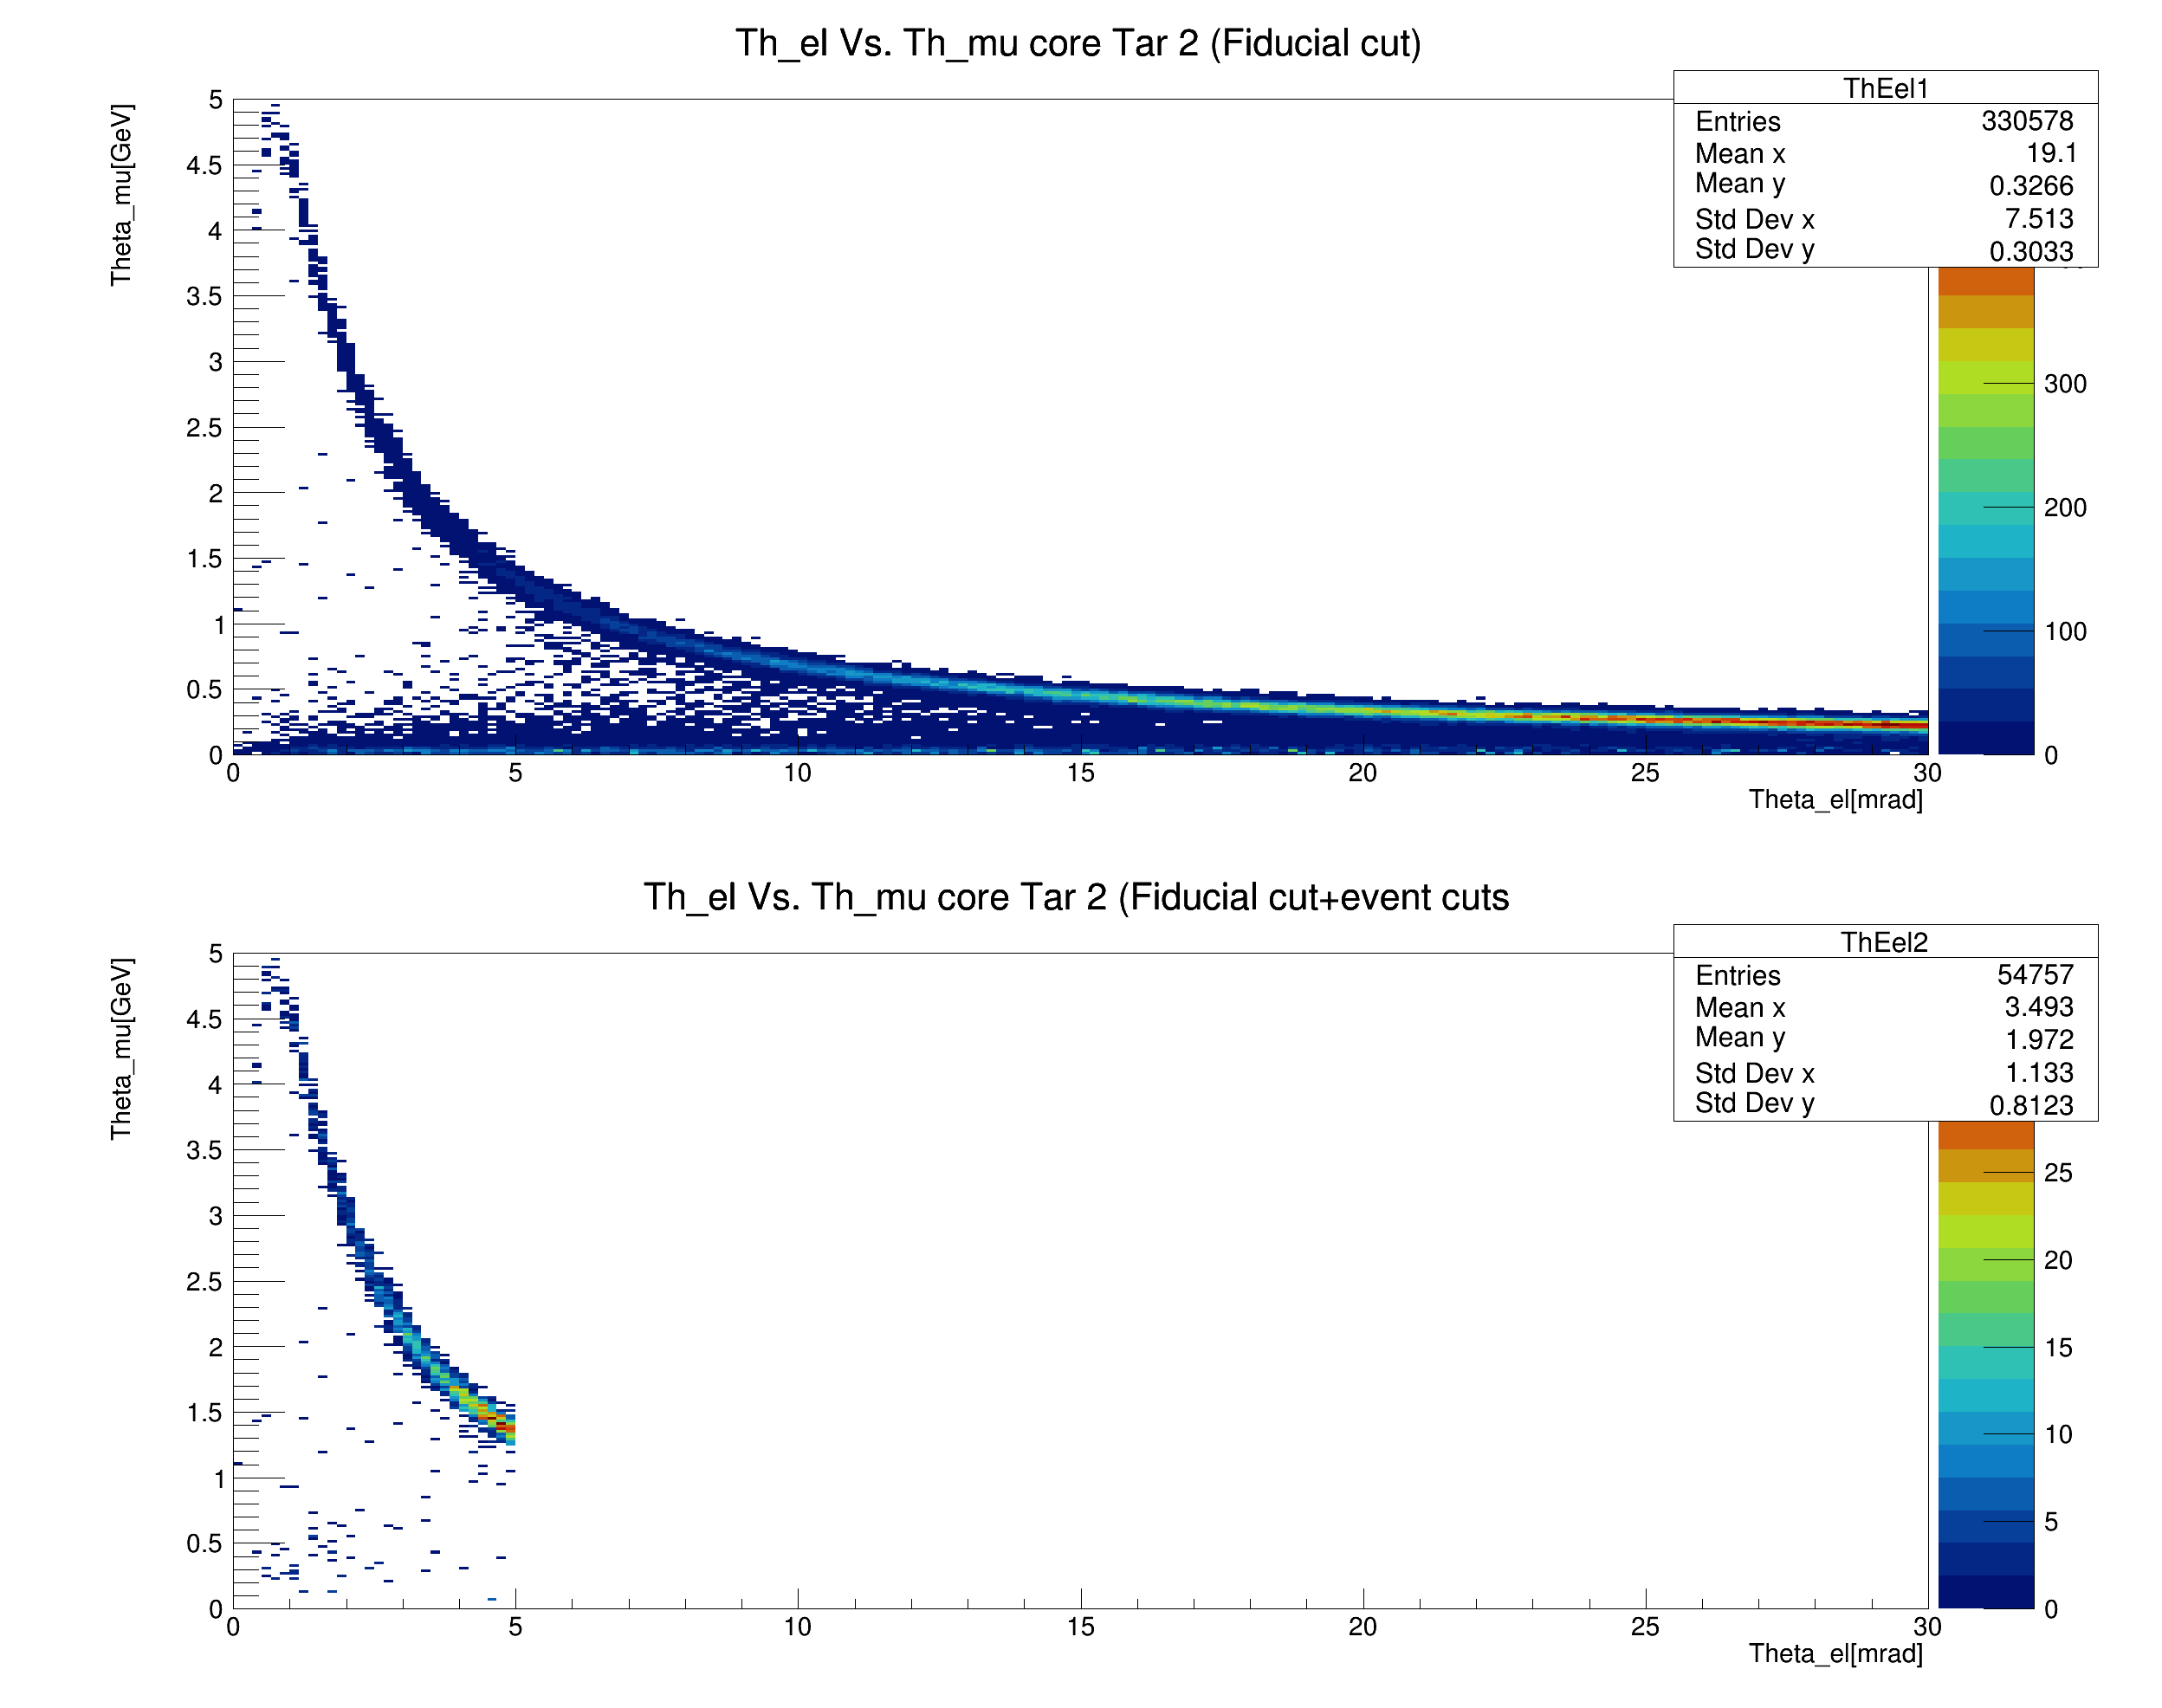 Th_el Vs. Th_mu core Tar 2 (Fiducial cut)
Theta_mu[GeV]
5
4.5
4
3.5
3
2.5
2
1.5
1
0.5
0
0 5 10 15 20 25 30
Theta_el[mrad]
ThEel1
Entries 330578
Mean x 19.1
Mean y 0.3266
Std Dev x 7.513
Std Dev y 0.3033
300
200
100
0
Th_el Vs. Th_mu core Tar 2 (Fiducial cut+event cuts
Theta_mu[GeV]
5
4.5
4
3.5
3
2.5
2
1.5
1
0.5
0
0 5 10 15 20 25 30
Theta_el[mrad]
ThEel2
Entries 54757
Mean x 3.493
Mean y 1.972
Std Dev x 1.133
Std Dev y 0.8123
25
20
15
10
5
0